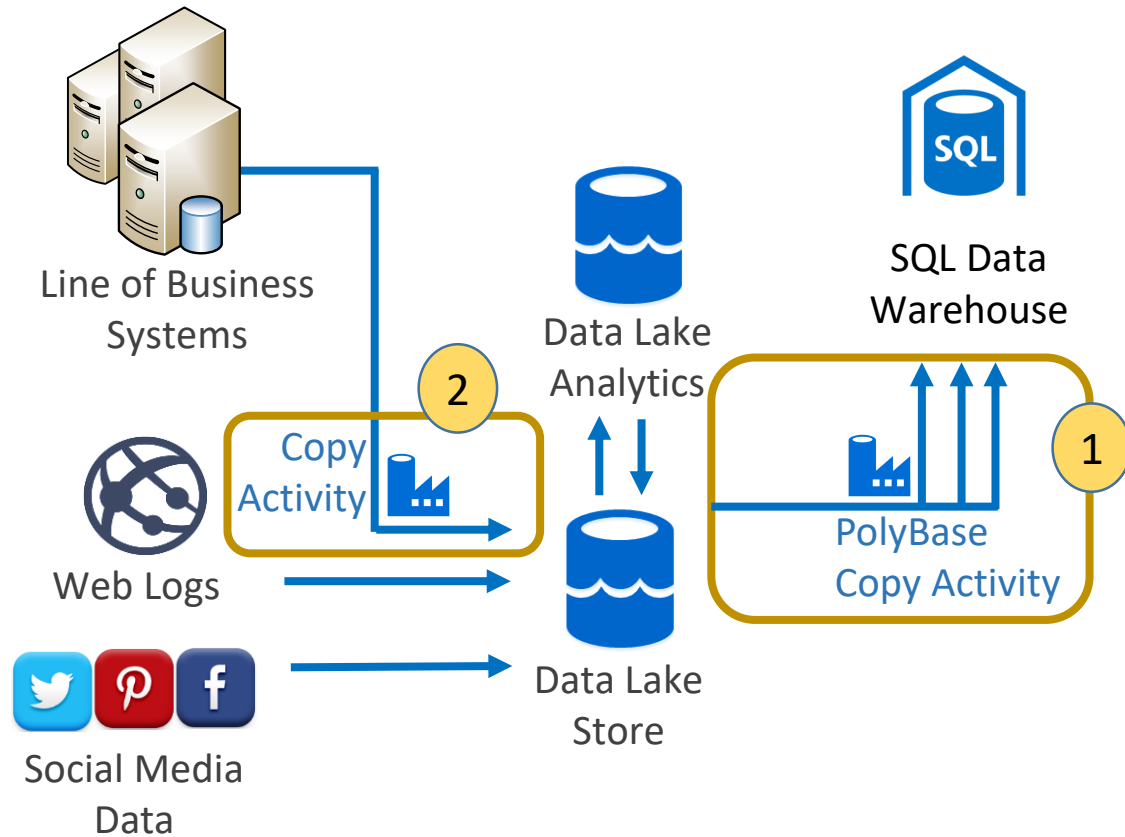 SQL
Line of Business
Systems
SQL Data
Warehouse
Data Lake
Analytics
2
Copy
Activity
1
PolyBase
Copy Activity
Web Logs
Data Lake
Store
Social Media
Data